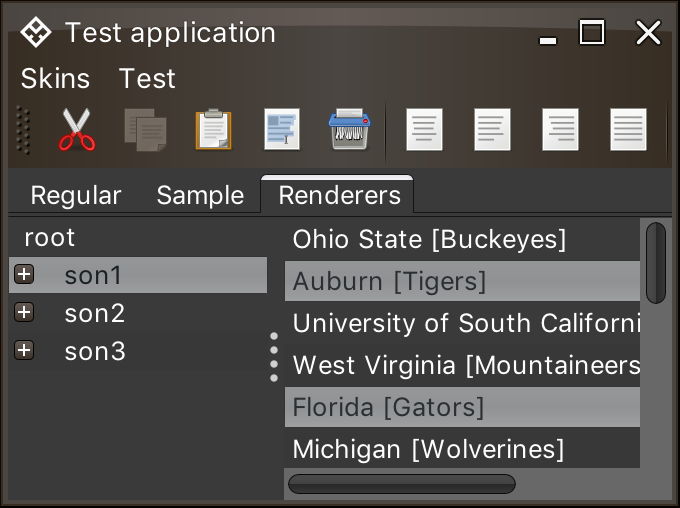 Test application
Skins Test
Regular Sample Renderers
root
son1
son2
son3
Ohio State [Buckeyes]
Auburn [Tigers]
University of South Californi
West Virginia [Mountaineers
Florida [Gators]
Michigan [Wolverines]